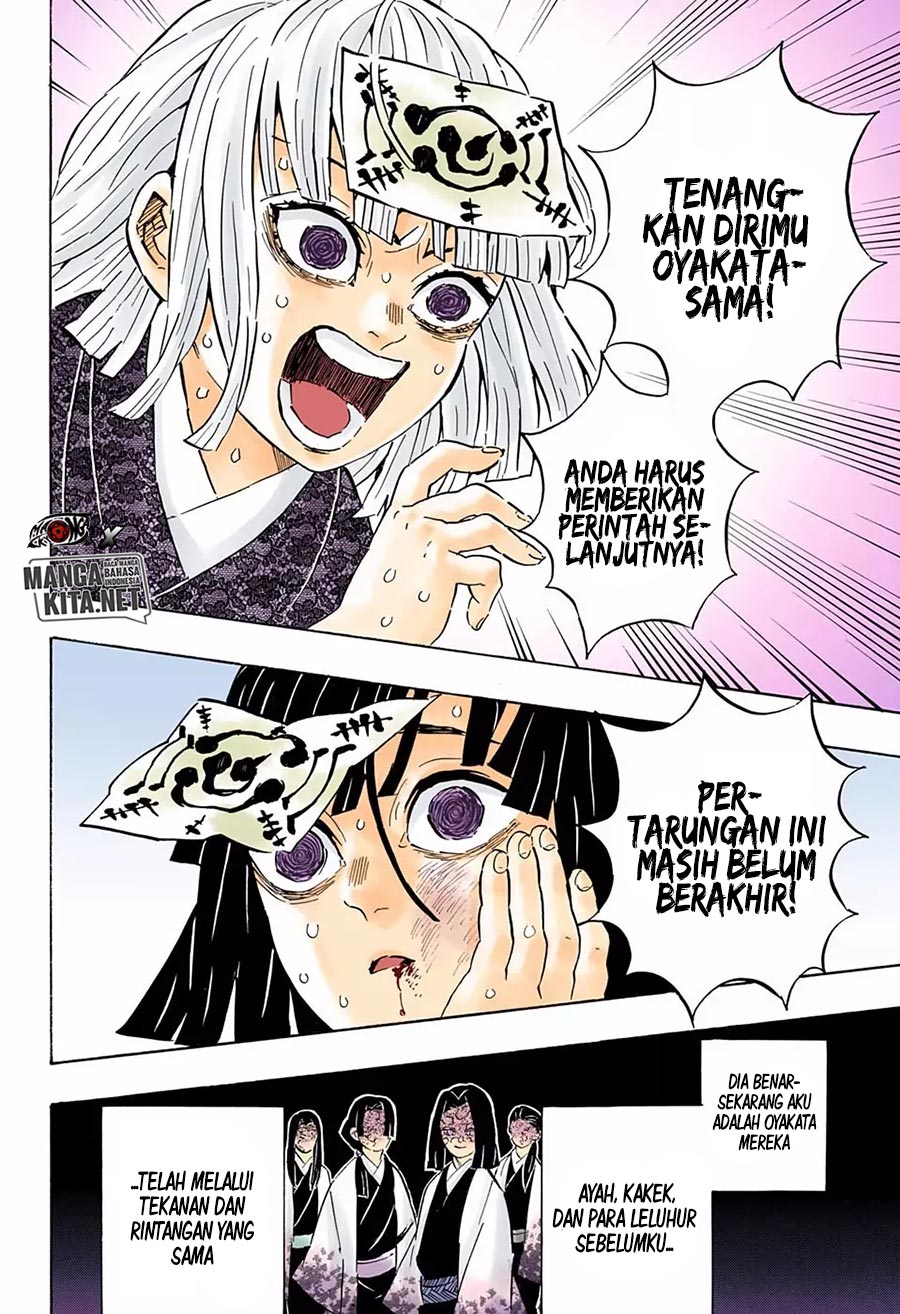 TENANG-
KAN DIRIMU
OYAKATA-
SAMA!
ANDA HARUS
MEMBERIKAN
PERINTAH SE-
LANJUTNYA!
MANGA
KITA.NET
BACA MANGA
BAHASA
INDONESIA
PER-
TARUNGAN INI
MASIH BELUM
BERAKHIR!
DIA BENAR-
SEKARANG AKU
ADALAH OYAKATA
MEREKA
AYAH, KAKEK,
DAN PARA LELUHUR
SEBELUMKU...
...TELAH MELALUI
TEKANAN DAN
RINTANGAN YANG
SAMA